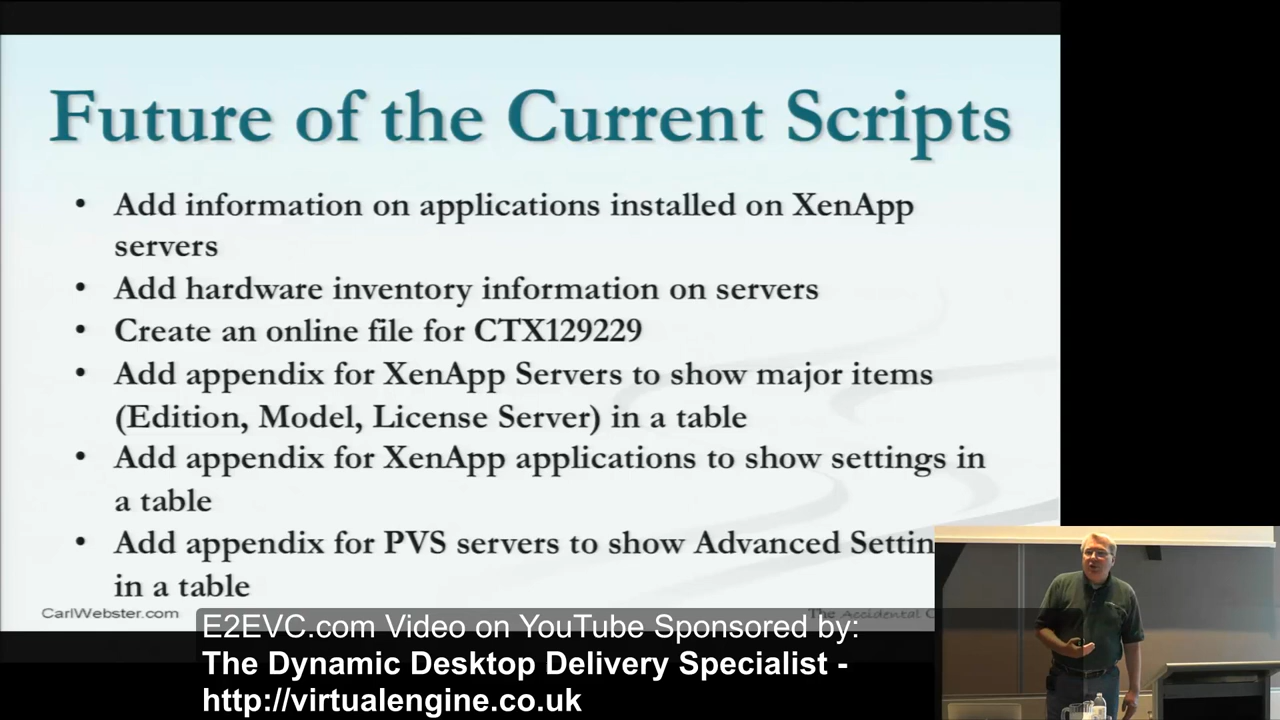 Future of the Current Scripts
• Add information on applications installed on XenApp
servers
• Add hardware inventory information on servers
• Create an online file for CTX129229
• Add appendix for XenApp Servers to show major items
(Edition, Model, License Server) in a table
• Add appendix for XenApp applications to show settings in
a table
• Add appendix for PVS servers to show Advanced Settin
in a table
CarlWebster.com
The Accidental C
E2EVC.com Video on YouTube Sponsored by:
The Dynamic Desktop Delivery Specialist -
http://virtualengine.co.uk